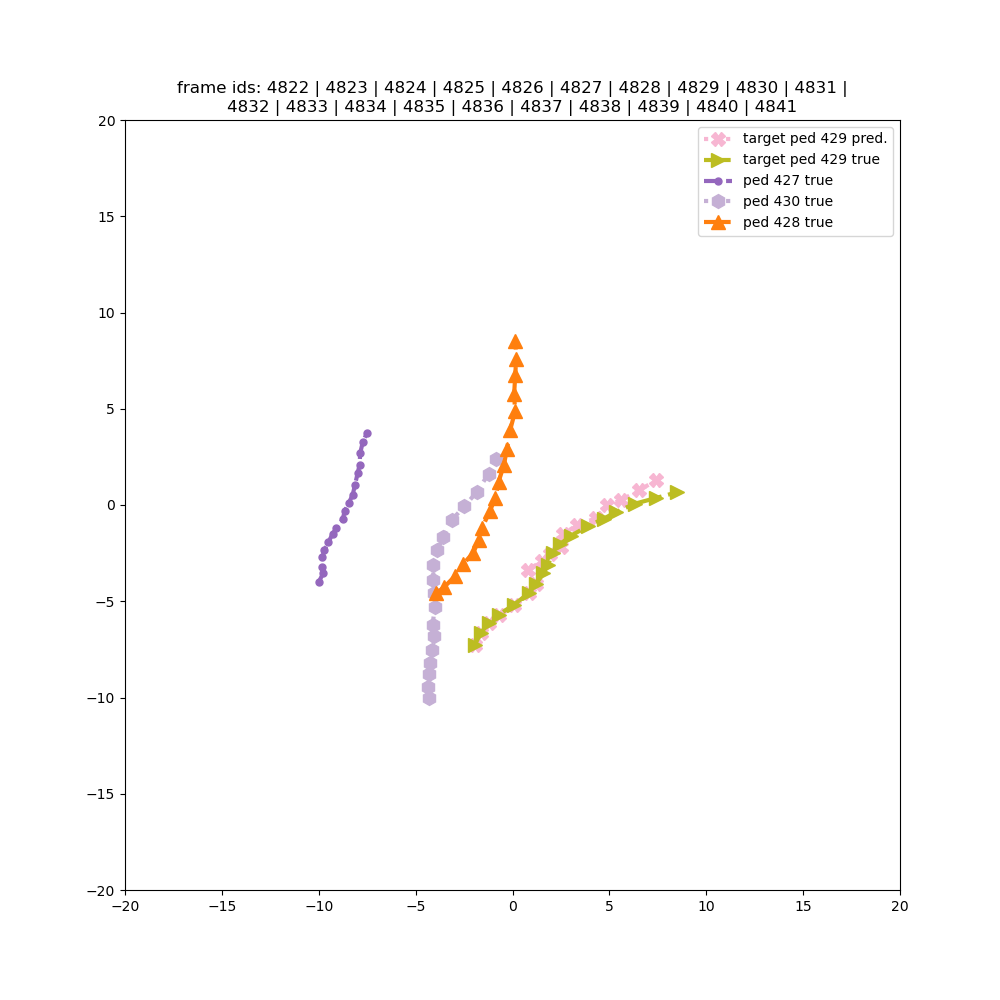 frame ids: 4822 | 4823 | 4824 | 4825 | 4826 | 4827 | 4828 | 4829 | 4830 | 4831 |
4832 | 4833 | 4834 | 4835 | 4836 | 4837 | 4838 | 4839 | 4840 | 4841
target ped 429 pred.
target ped 429 true
ped 427 true
ped 430 true
ped 428 true
20
15
10
5
0
−5
−10
−15
−20
−20 −15 −10 −5 0 5 10 15 20